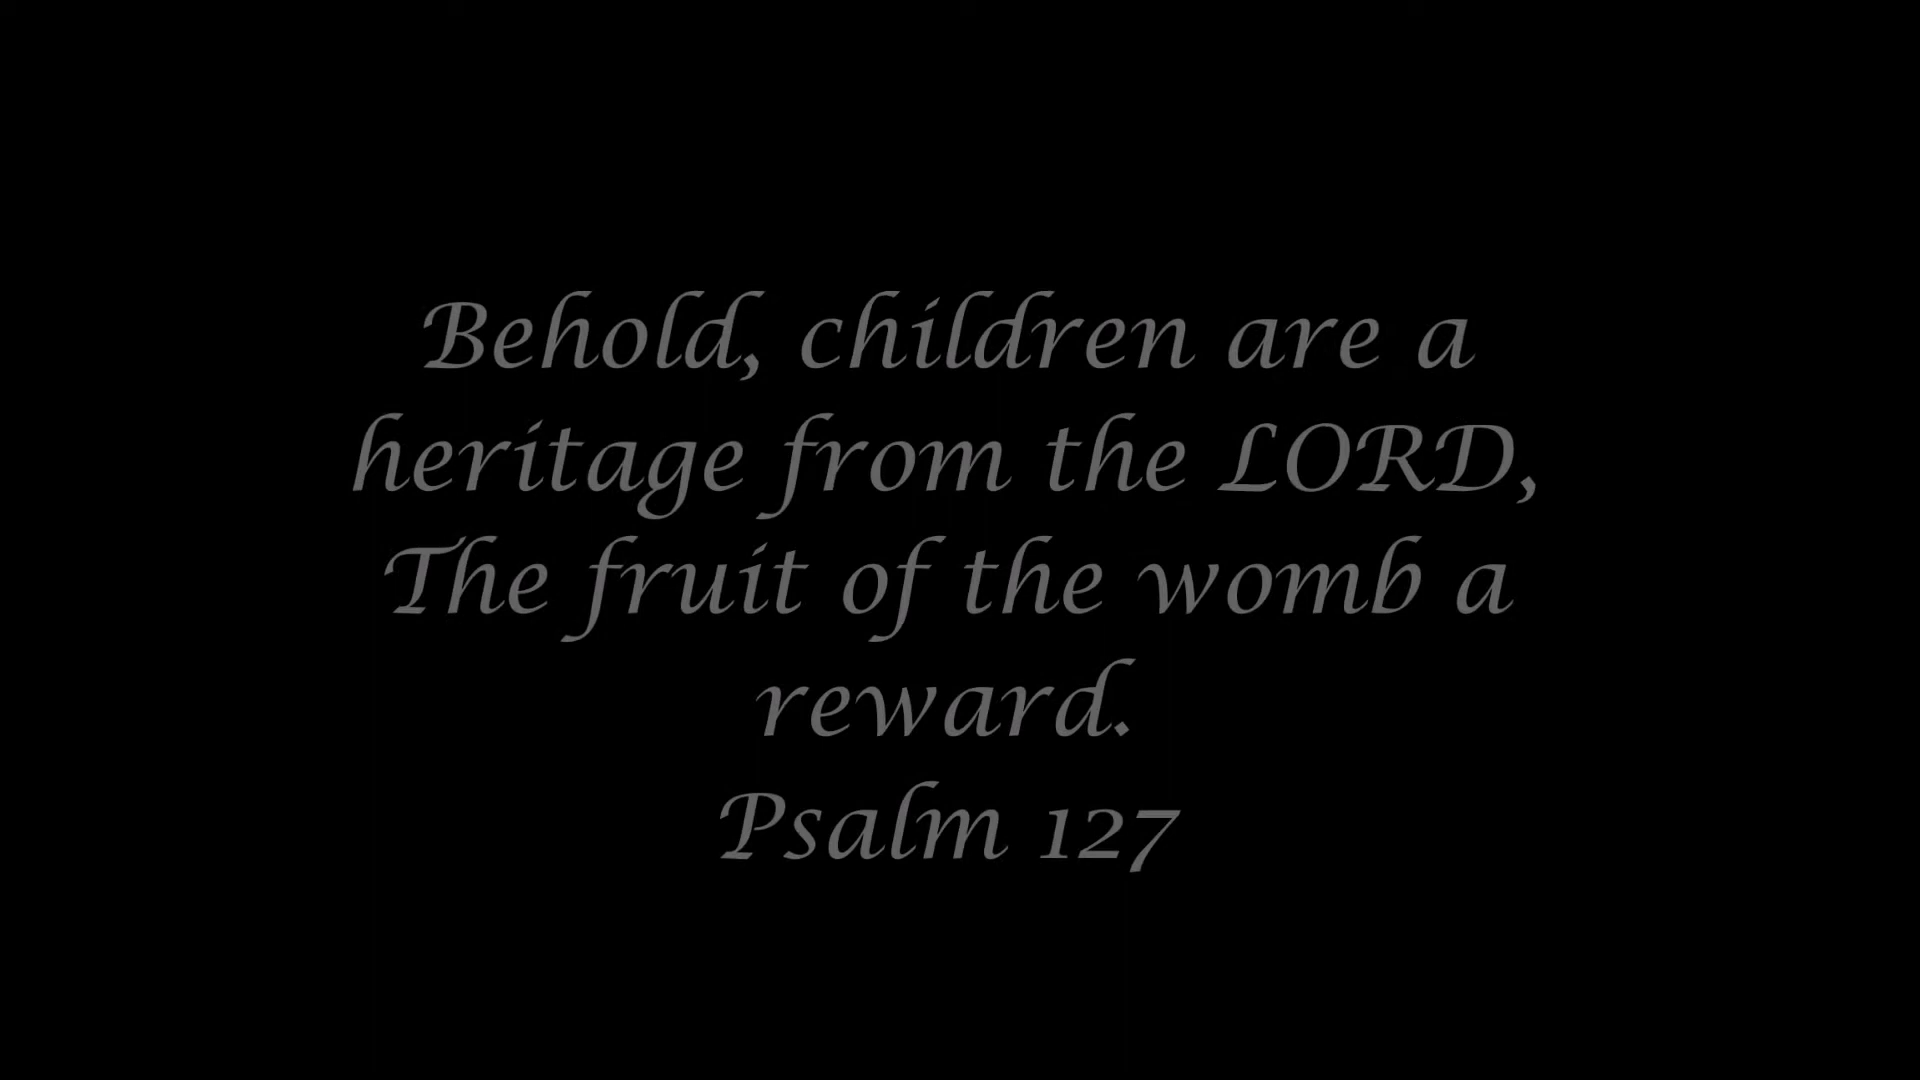 Behold, children are a
heritage from the LORD,
The fruit of the womb a
reward.
Psalm 127